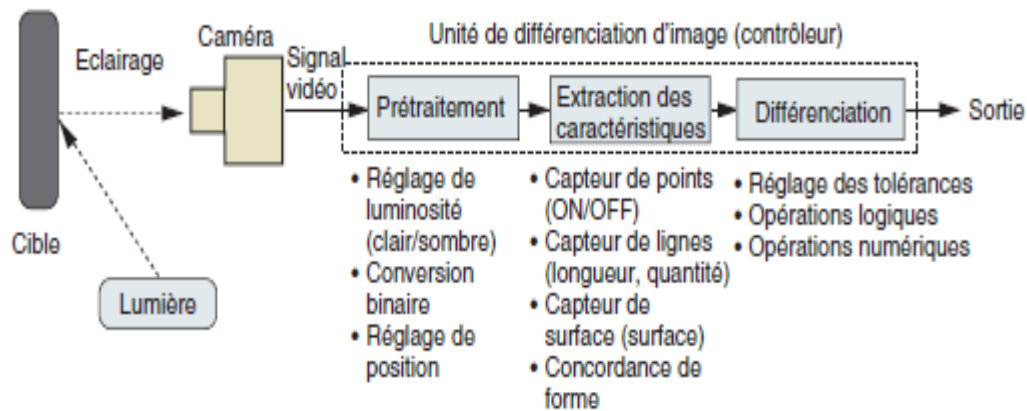 Caméra
Unité de différenciation d'image (contrôleur)
Eclairage
Signal
vidéo
Prétraitement
Extraction des
caractéristiques
Différenciation
Sortie
Cible
Lumière
• Réglage de
luminosité
(clair/sombre)
• Conversion
binaire
• Réglage de
position
• Capteur de points
(ON/OFF)
• Capteur de lignes
(longueur, quantité)
• Capteur de
surface (surface)
• Concordance de
forme
• Réglage des tolérances
• Opérations logiques
• Opérations numériques